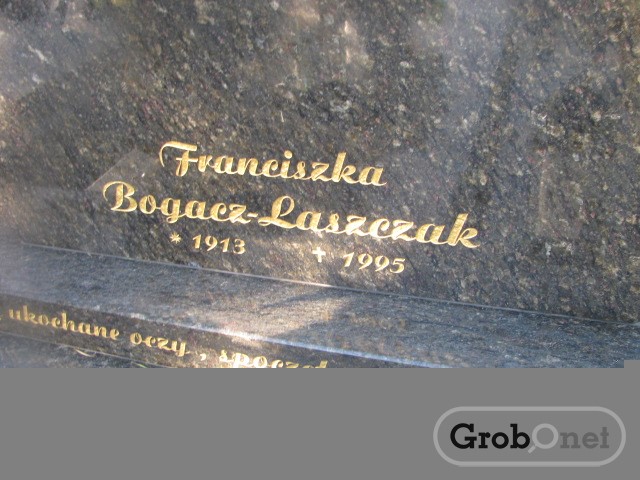 Franciszka
Bogacz-Laszczak
* 1913 ✝ 1995
ukochane oczy,
Grobonet